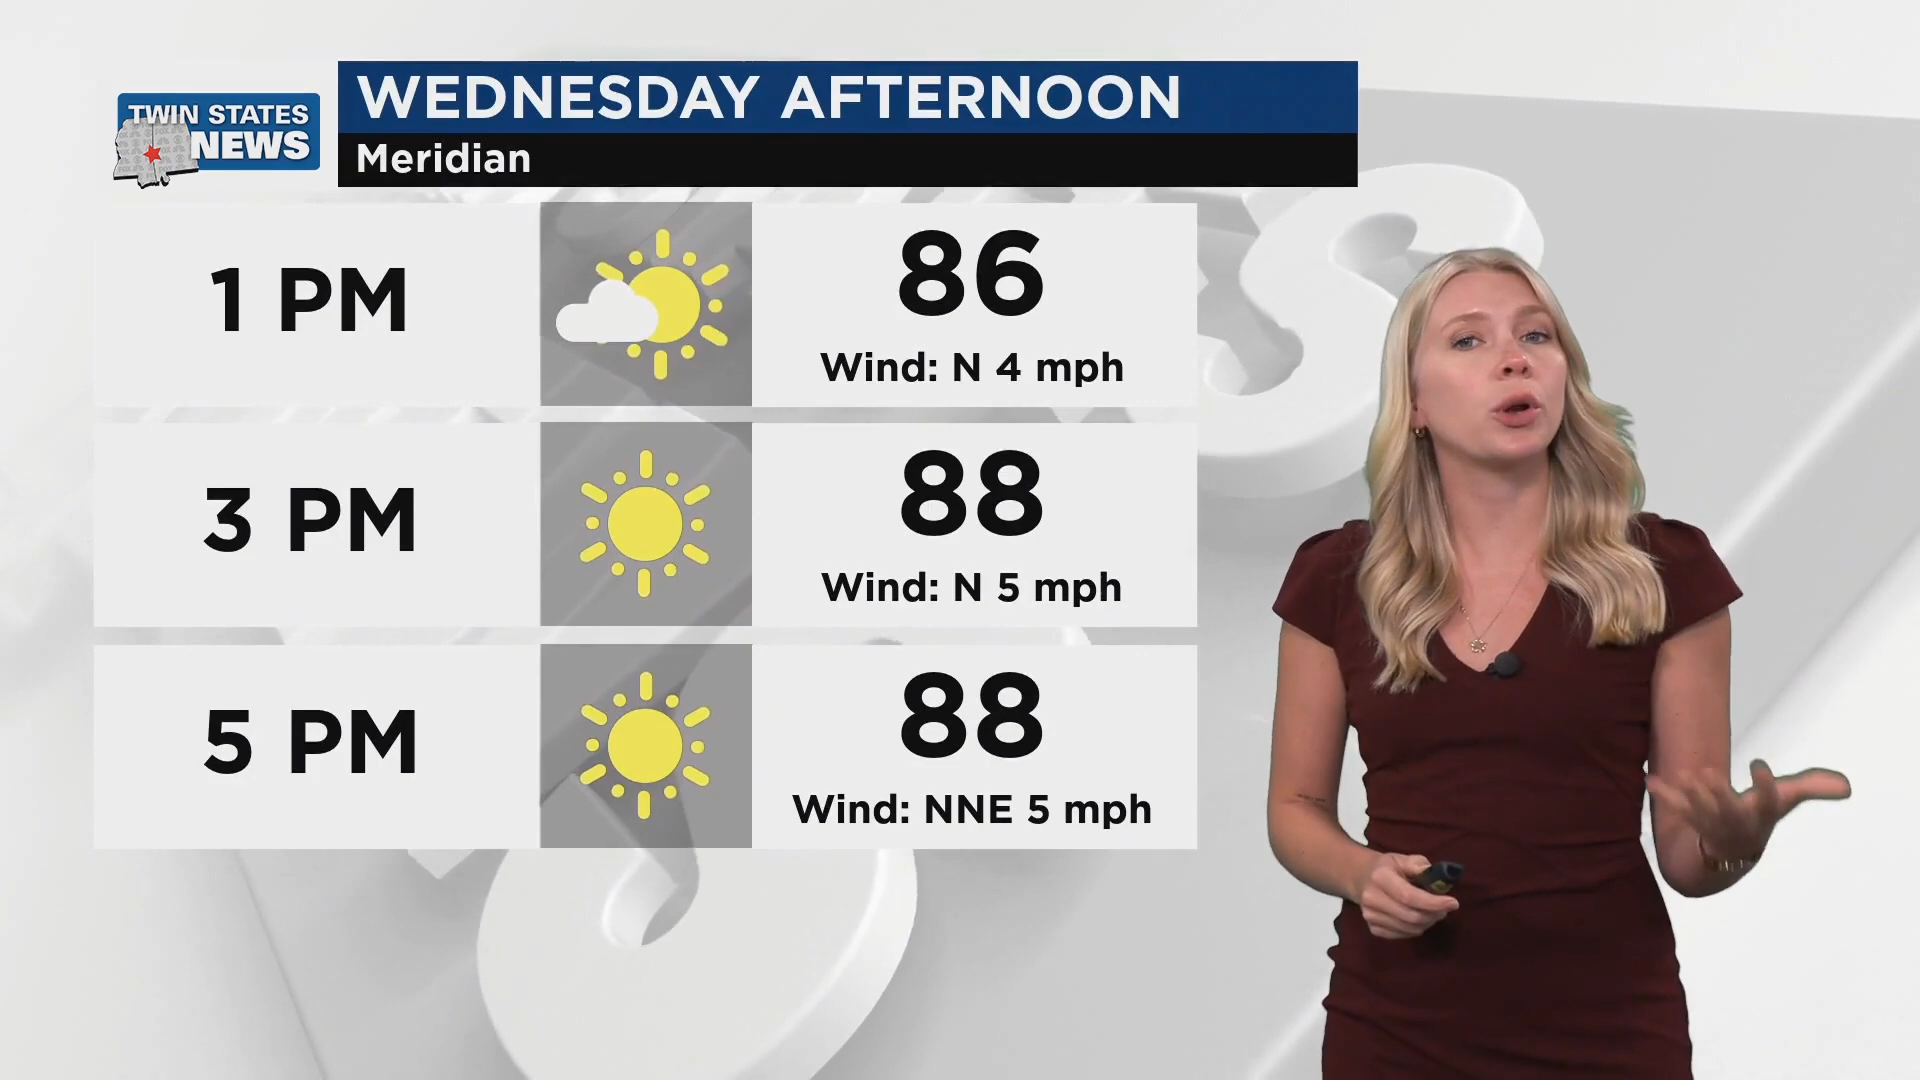 TWIN STATES
NEWS
WEDNESDAY AFTERNOON
Meridian
1 PM
86
Wind: N 4 mph
3 PM
88
Wind: N 5 mph
5 PM
88
Wind: NNE 5 mph